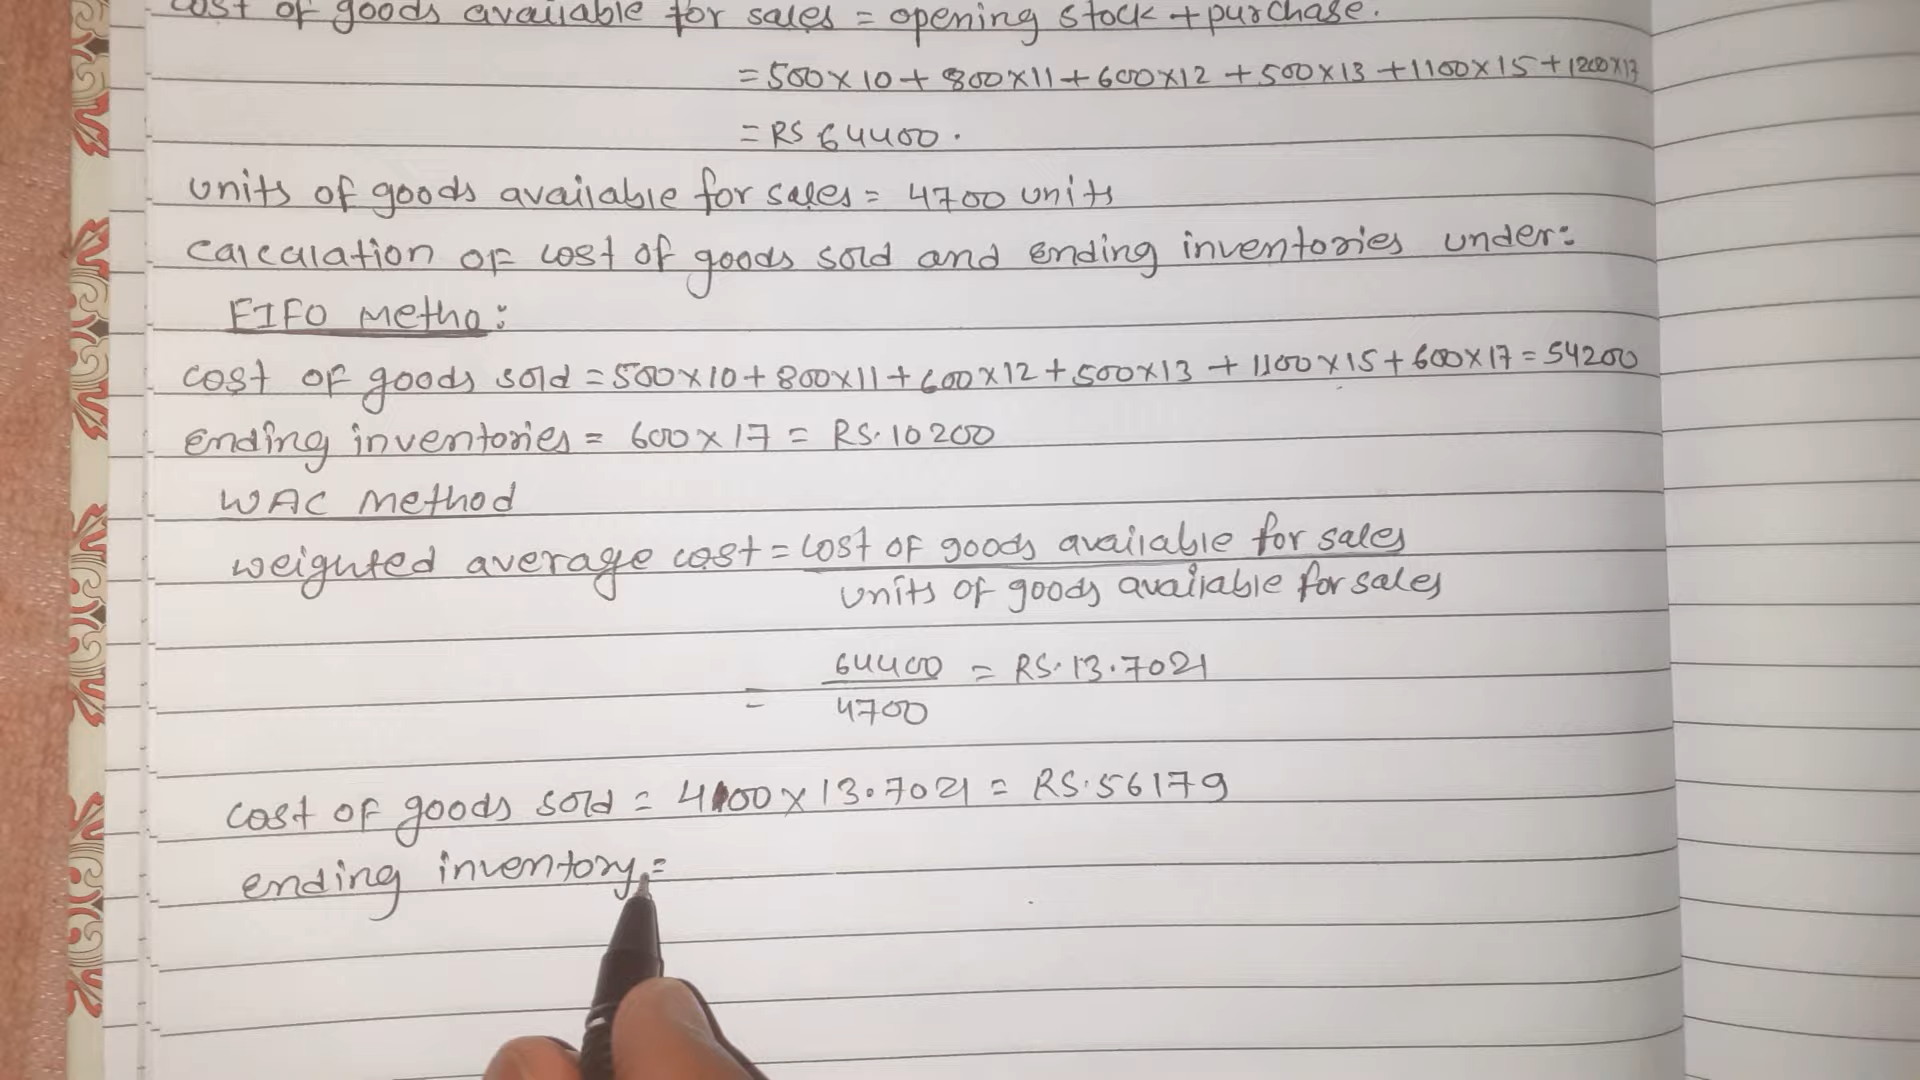 cost of goods available for sales = opening stock + purchase.
= 500 × 10 + 800 × 11 + 600 × 12 + 500 × 13 + 1100 × 15 + 1200 × 17
= RS 64400.
units of goods available for sales = 4700 units
calculation of cost of goods sold and ending inventories under:
FIFO Metho:
cost of goods sold = 500 × 10 + 800 × 11 + 600 × 12 + 500 × 13 + 1100 × 15 + 600 × 17 = 54200
ending inventories = 600 × 17 = RS. 10200
WAC Method
weighted average cost = cost of goods available for sales
units of goods available for sales
= 64400 / 4700 = RS. 13.7021
cost of goods sold = 4100 × 13.7021 = RS. 56179
ending inventory =